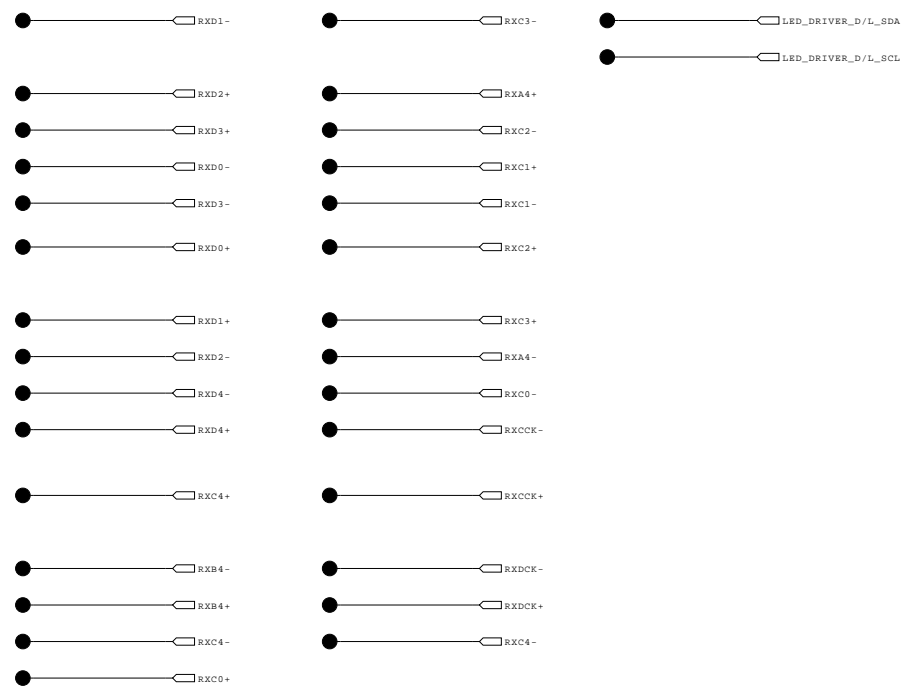 RXD1-
RXD2+
RXD3+
RXD0-
RXD3-
RXD0+
RXD1+
RXD2-
RXD4-
RXD4+
RXC4+
RXB4-
RXB4+
RXC4-
RXC0+
RXC3-
RXA4+
RXC2-
RXC1+
RXC1-
RXC2+
RXC3+
RXA4-
RXC0-
RXCCK-
RXCCK+
RXDCK-
RXDCK+
RXC4-
LED_DRIVER_D/L_SDA
LED_DRIVER_D/L_SCL